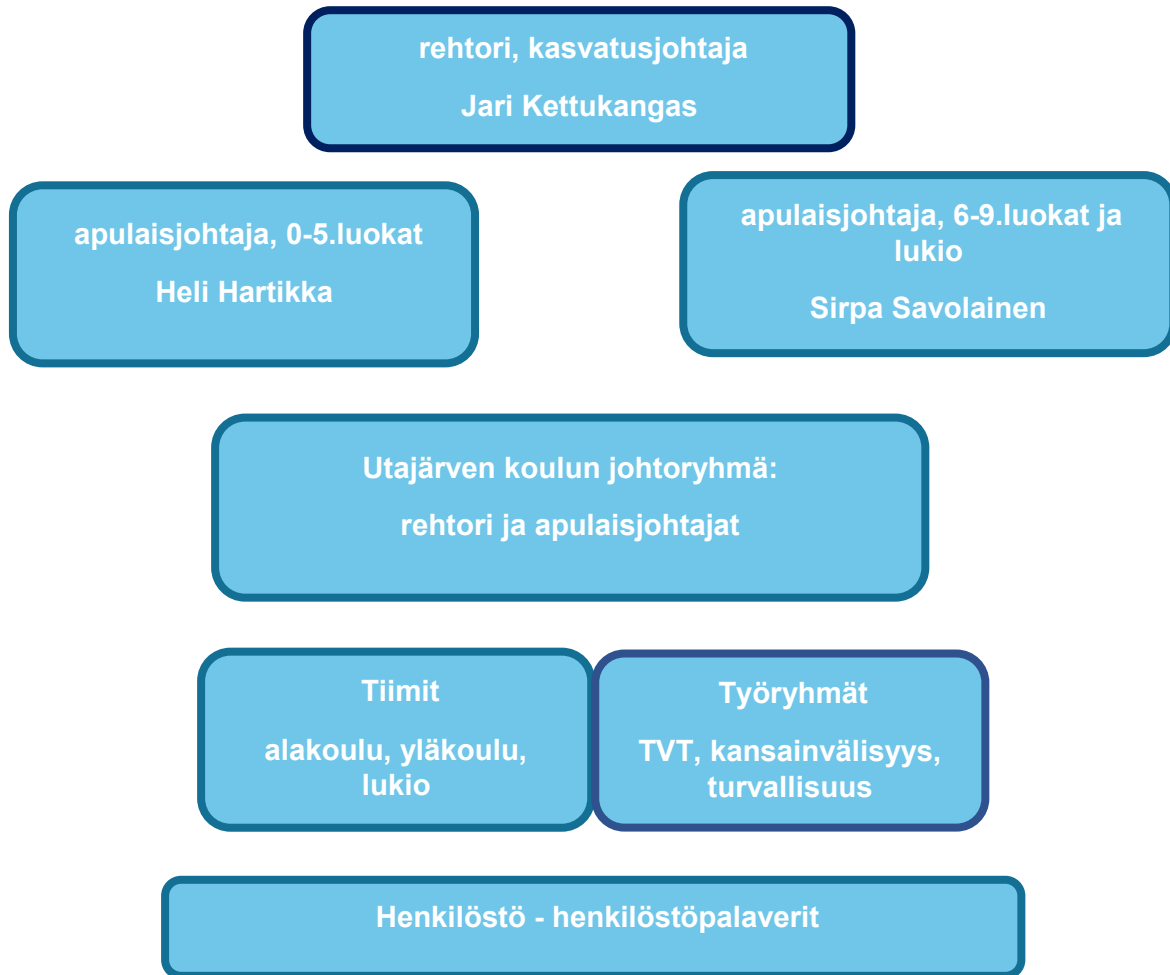 rehtori, kasvatusjohtaja
Jari Kettukangas
apulaisjohtaja, 0-5.luokat
Heli Hartikka
apulaisjohtaja, 6-9.luokat ja
lukio
Sirpa Savolainen
Utajärven koulun johtoryhmä:
rehtori ja apulaisjohtajat
Tiimit
alakoulu, yläkoulu,
lukio
Työryhmät
TVT, kansainvälisyys,
turvallisuus
Henkilöstö - henkilöstöpalaverit